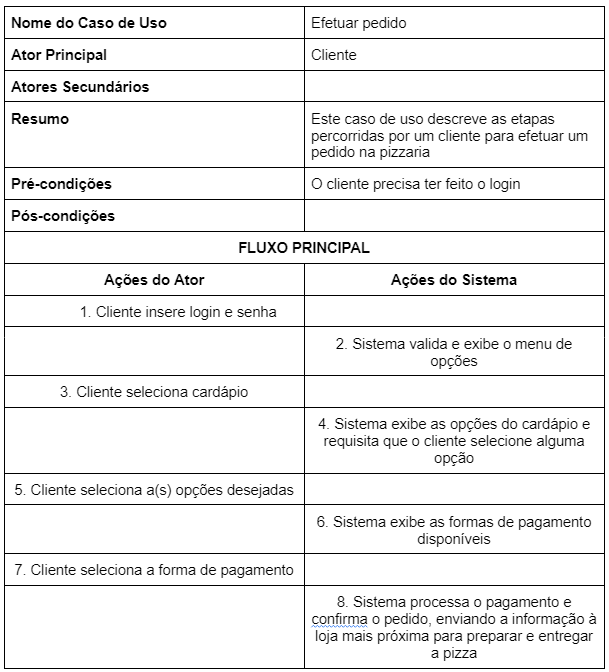 Nome do Caso de Uso
Efetuar pedido
Ator Principal
Cliente
Atores Secundários
Resumo
Este caso de uso descreve as etapas
percorridas por um cliente para efetuar um
pedido na pizzaria
Pré-condições
O cliente precisa ter feito o login
Pós-condições
FLUXO PRINCIPAL
Ações do Ator
Ações do Sistema
1. Cliente insere login e senha
2. Sistema valida e exibe o menu de
opções
3. Cliente seleciona cardápio
4. Sistema exibe as opções do cardápio e
requisita que o cliente selecione alguma
opção
5. Cliente seleciona a(s) opções desejadas
6. Sistema exibe as formas de pagamento
disponíveis
7. Cliente seleciona a forma de pagamento
8. Sistema processa o pagamento e
confirma o pedido, enviando a informação à
loja mais próxima para preparar e entregar
a pizza